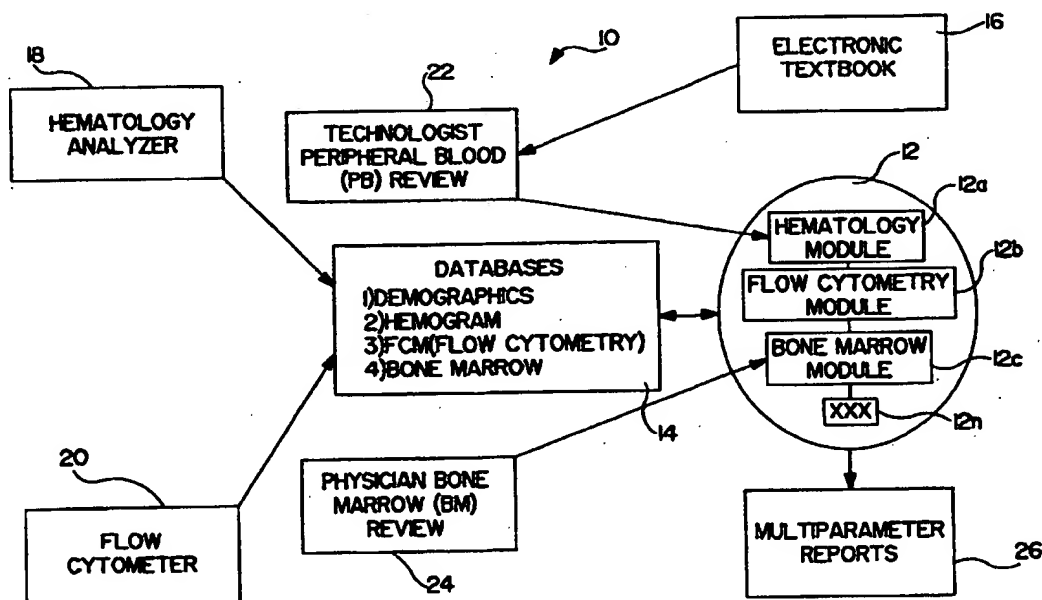 10
16
ELECTRONIC
TEXTBOOK
18
HEMATOLOGY
ANALYZER
22
TECHNOLOGIST
PERIPHERAL BLOOD
(PB) REVIEW
12
12a
HEMATOLOGY
MODULE
12b
FLOW CYTOMETRY
MODULE
BONE MARROW
MODULE
12c
XXX
12n
DATABASES
1)DEMOGRAPHICS
2)HEMOGRAM
3)FCM(FLOW CYTOMETRY)
4)BONE MARROW
14
20
FLOW
CYTOMETER
PHYSICIAN BONE
MARROW (BM)
REVIEW
24
MULTIPARAMETER
REPORTS
26